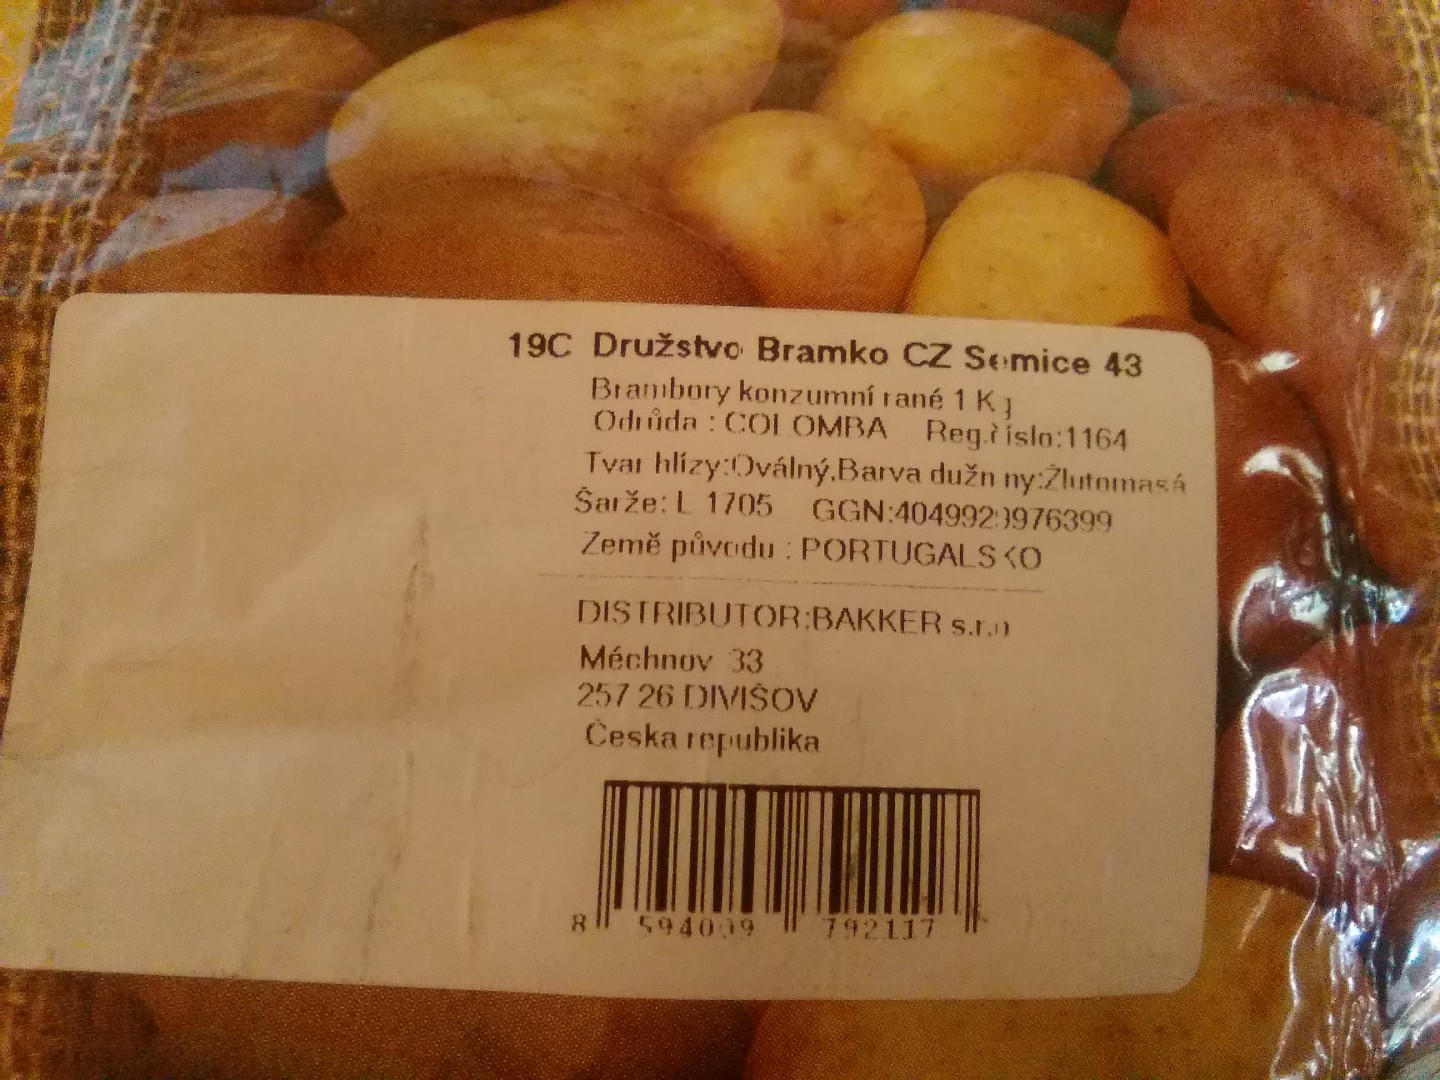 19C Družstvo Bramko CZ Semice 43
Brambory konzumní rané 1 Kg
Odrůda : COLOMBA Reg.číslo:1164
Tvar hlízy:Oválný,Barva dužniny:Žlutomasá
Šarže: L 1705 GGN:4049929976399
Země původu : PORTUGALSKO
DISTRIBUTOR:BAKKER s.r.o
Měchnov 33
257 26 DIVIŠOV
Česka republika
8 594009 792117